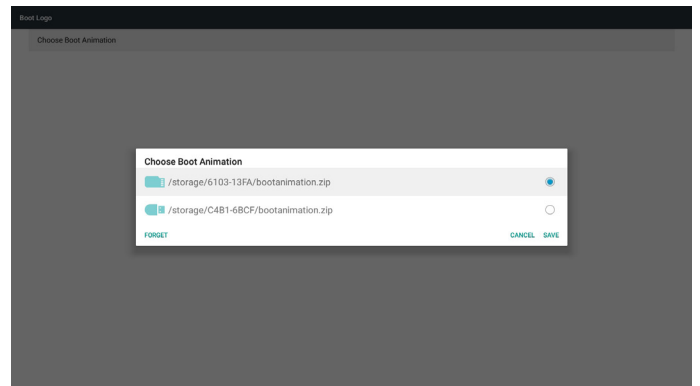 Boot Logo
Choose Boot Animation
Choose Boot Animation
/storage/6103-13FA/bootanimation.zip
/storage/C4B1-6BCF/bootanimation.zip
FORGET CANCEL SAVE